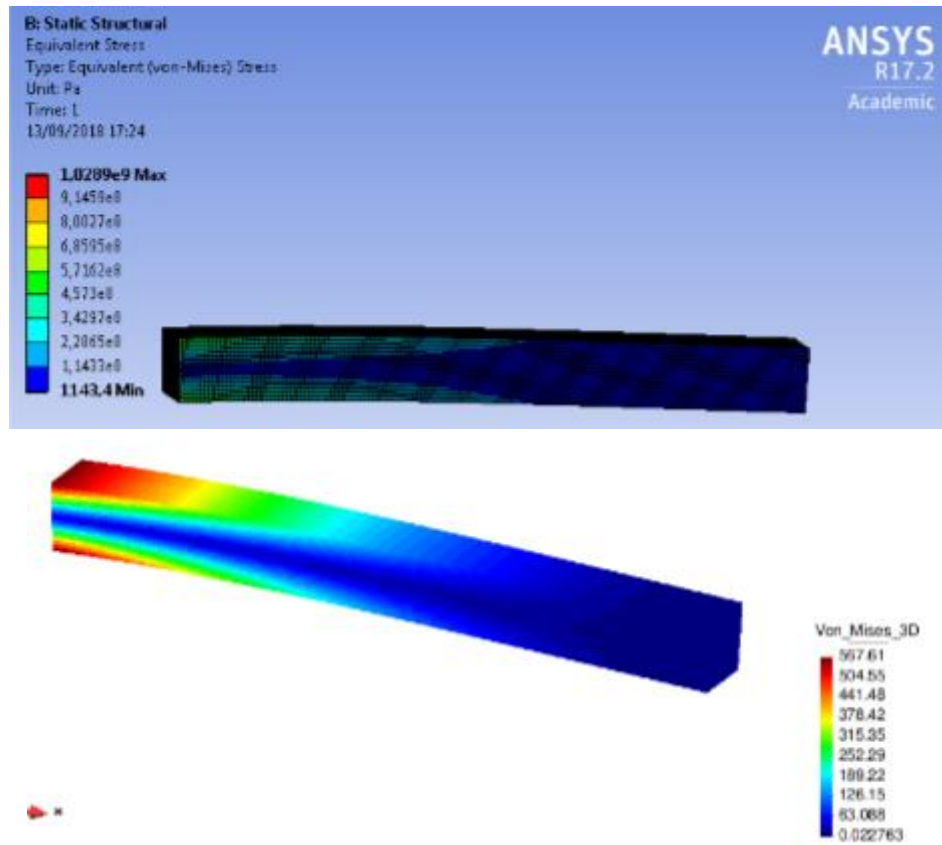 B: Static Structural
Equivalent Stress
Type: Equivalent (von-Mises) Stress
Unit: Pa
Time: 1
13/09/2018 17:24
ANSYS
R17.2
Academic
1,0289e9 Max
9,1459e8
8,0027e8
6,8595e8
5,7162e8
4,573e8
3,4297e8
2,2865e8
1,1433e8
1143,4 Min
Von_Mises_3D
567.61
504.55
441.48
378.42
315.35
252.29
189.22
126.15
63.088
0.022763
x